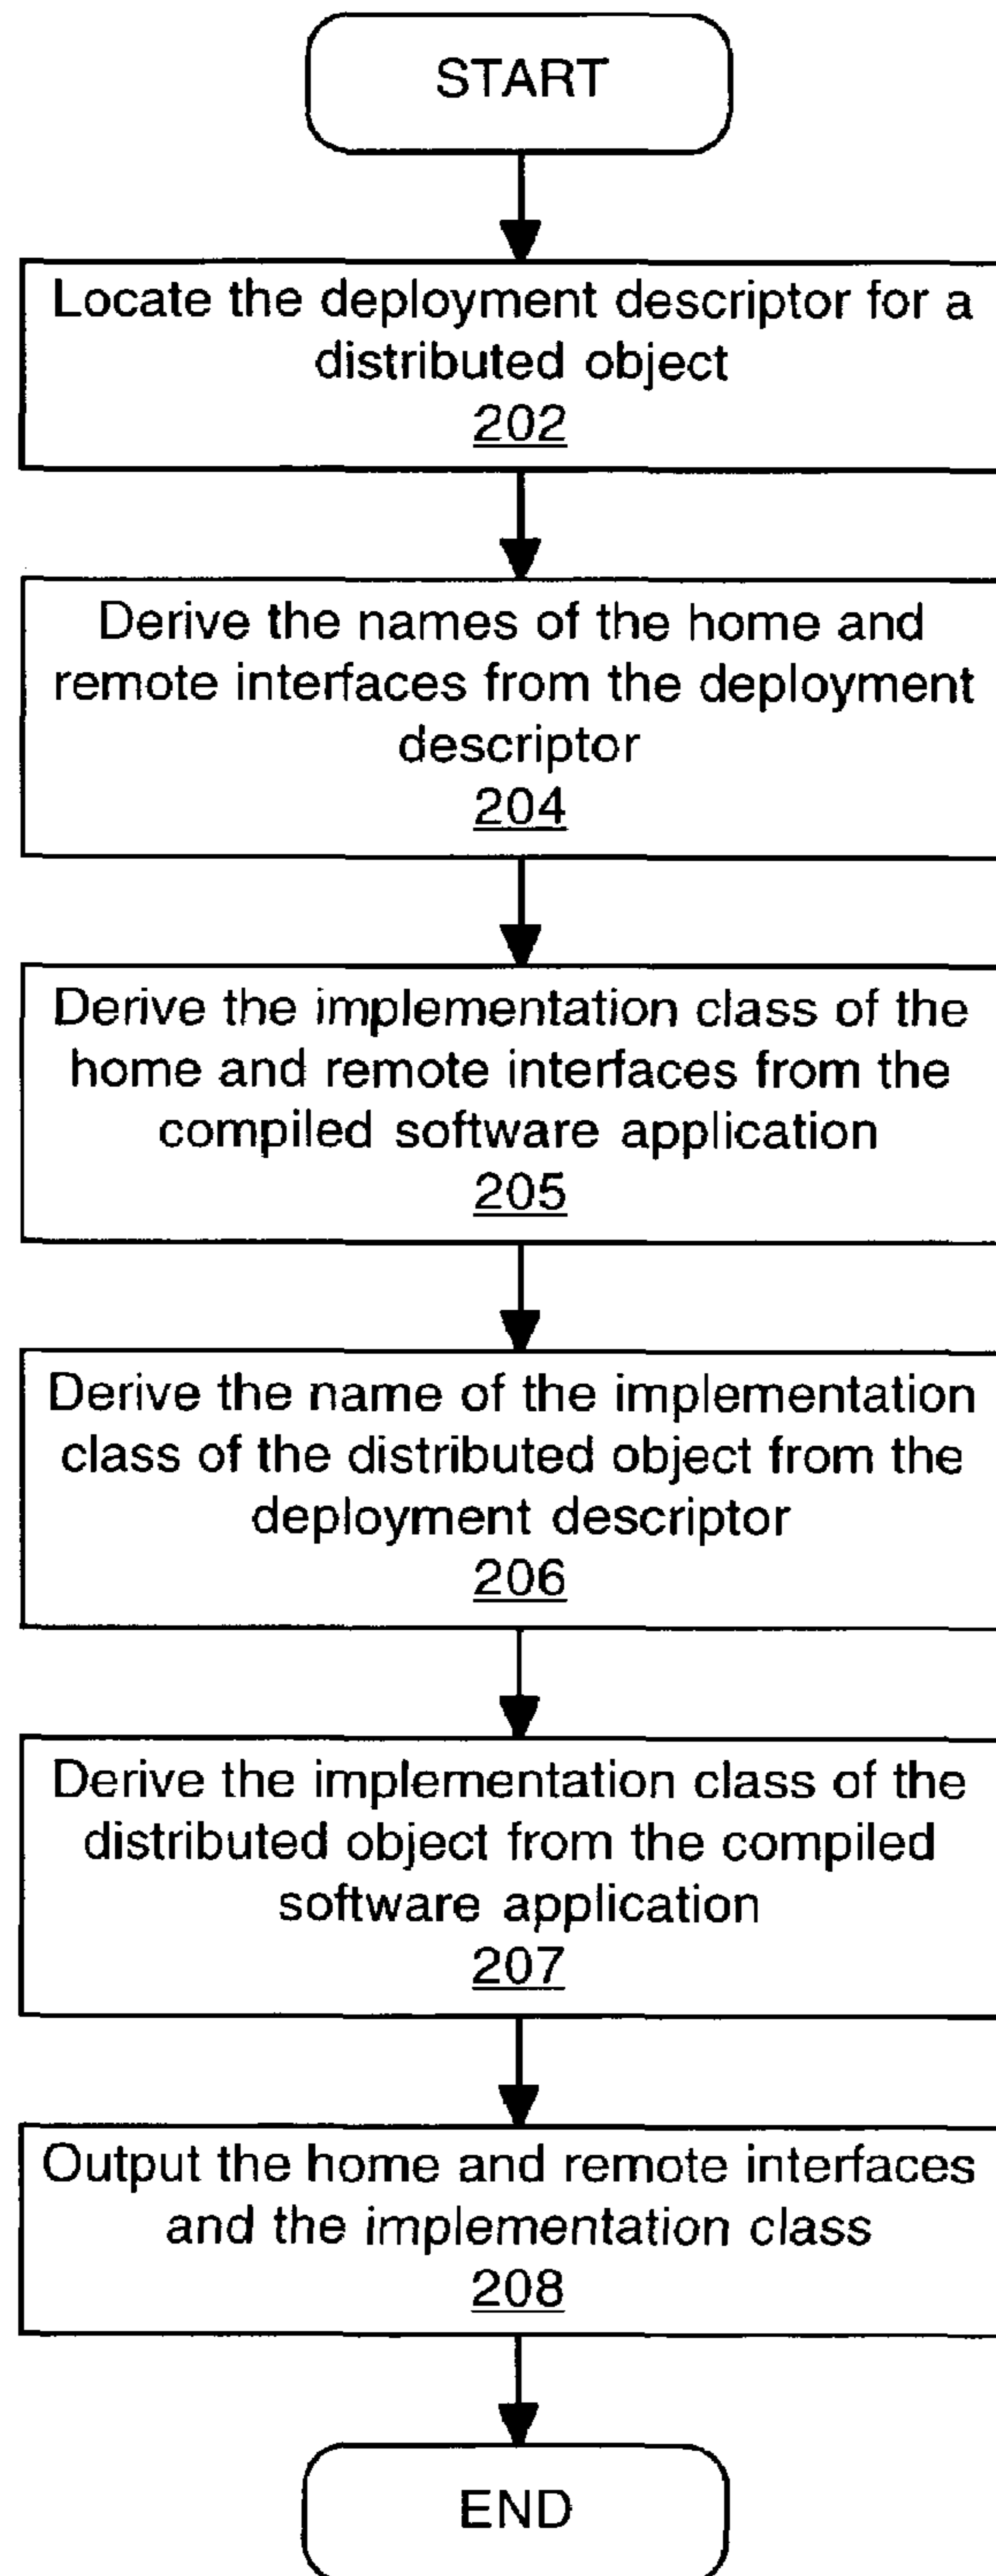 START
Locate the deployment descriptor for a
distributed object
202
Derive the names of the home and
remote interfaces from the deployment
descriptor
204
Derive the implementation class of the
home and remote interfaces from the
compiled software application
205
Derive the name of the implementation
class of the distributed object from the
deployment descriptor
206
Derive the implementation class of the
distributed object from the compiled
software application
207
Output the home and remote interfaces
and the implementation class
208
END